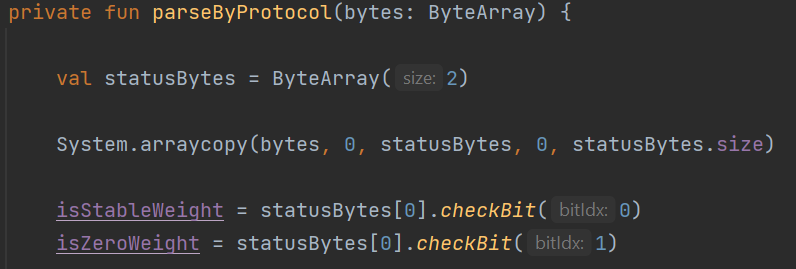 private fun parseByProtocol(bytes: ByteArray) {
val statusBytes = ByteArray( size: 2)
System.arraycopy(bytes, 0, statusBytes, 0, statusBytes.size)
isStableWeight = statusBytes[0].checkBit( bitIdx: 0)
isZeroWeight = statusBytes[0].checkBit( bitIdx: 1)